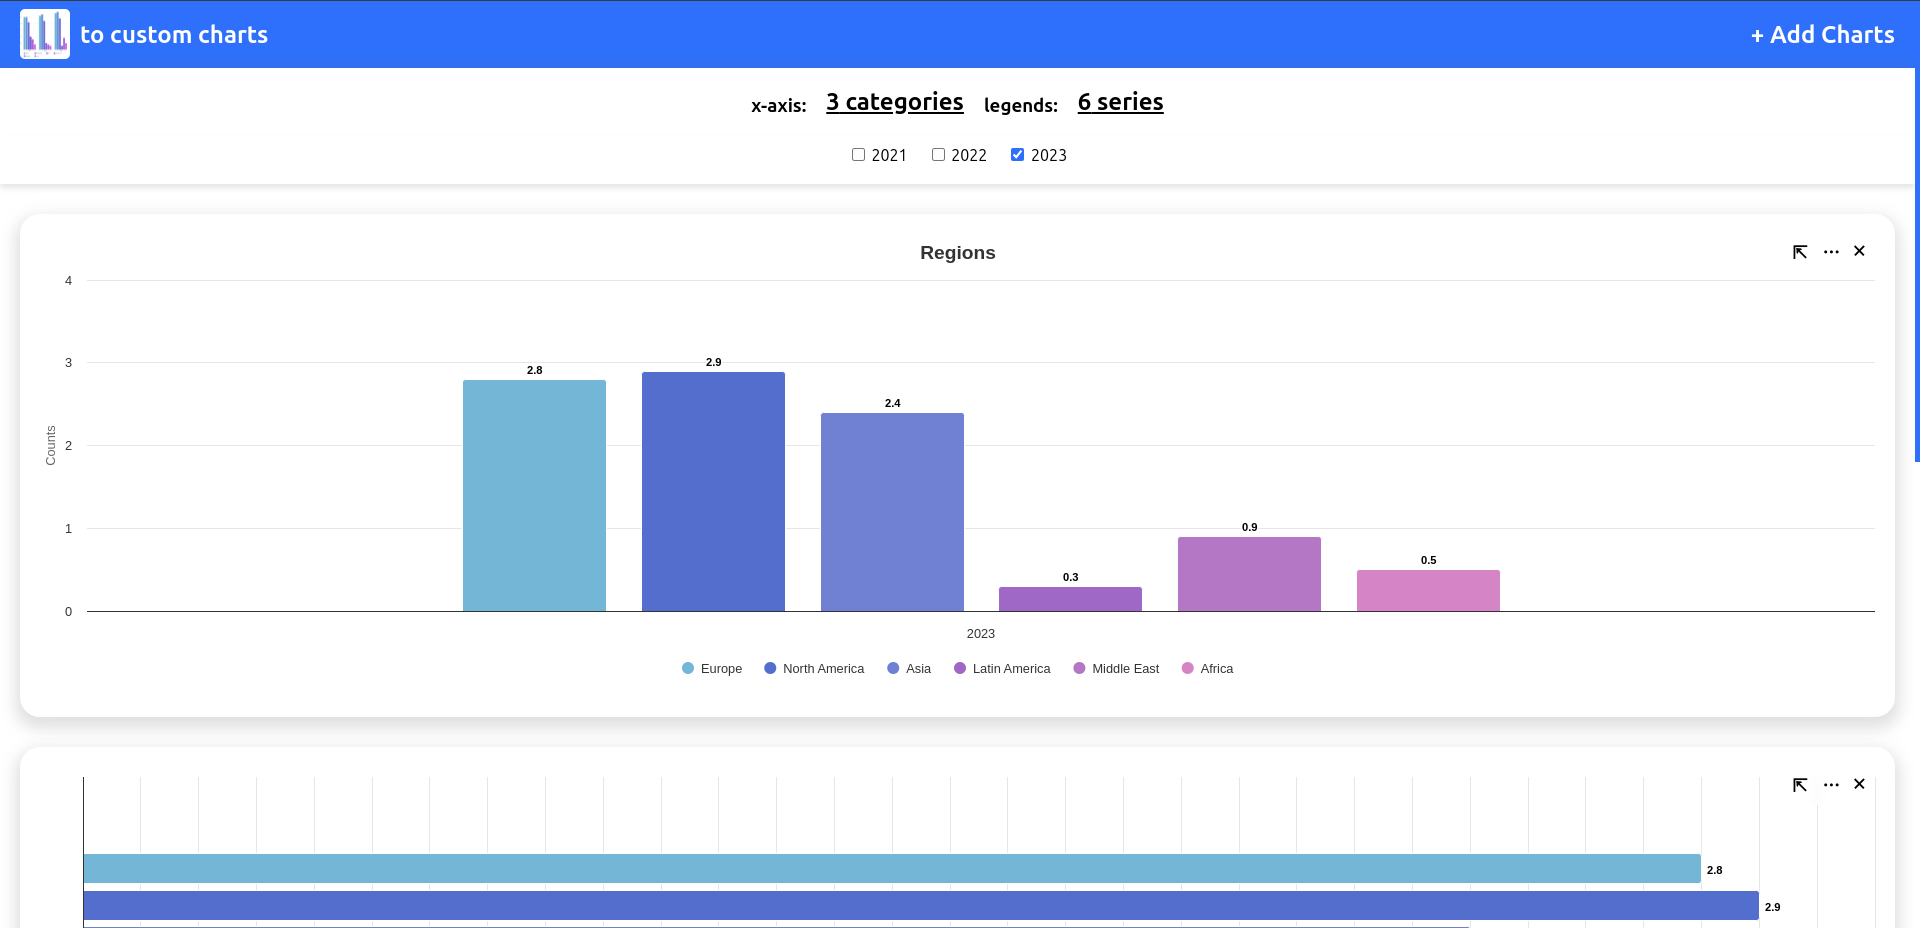 to custom charts
+ Add Charts
x-axis: 3 categories legends: 6 series
2021 2022 2023
Regions
4
3
2
1
0
Counts
2.8
2.9
2.4
0.3
0.9
0.5
2023
Europe North America Asia Latin America Middle East Africa
2.8
2.9